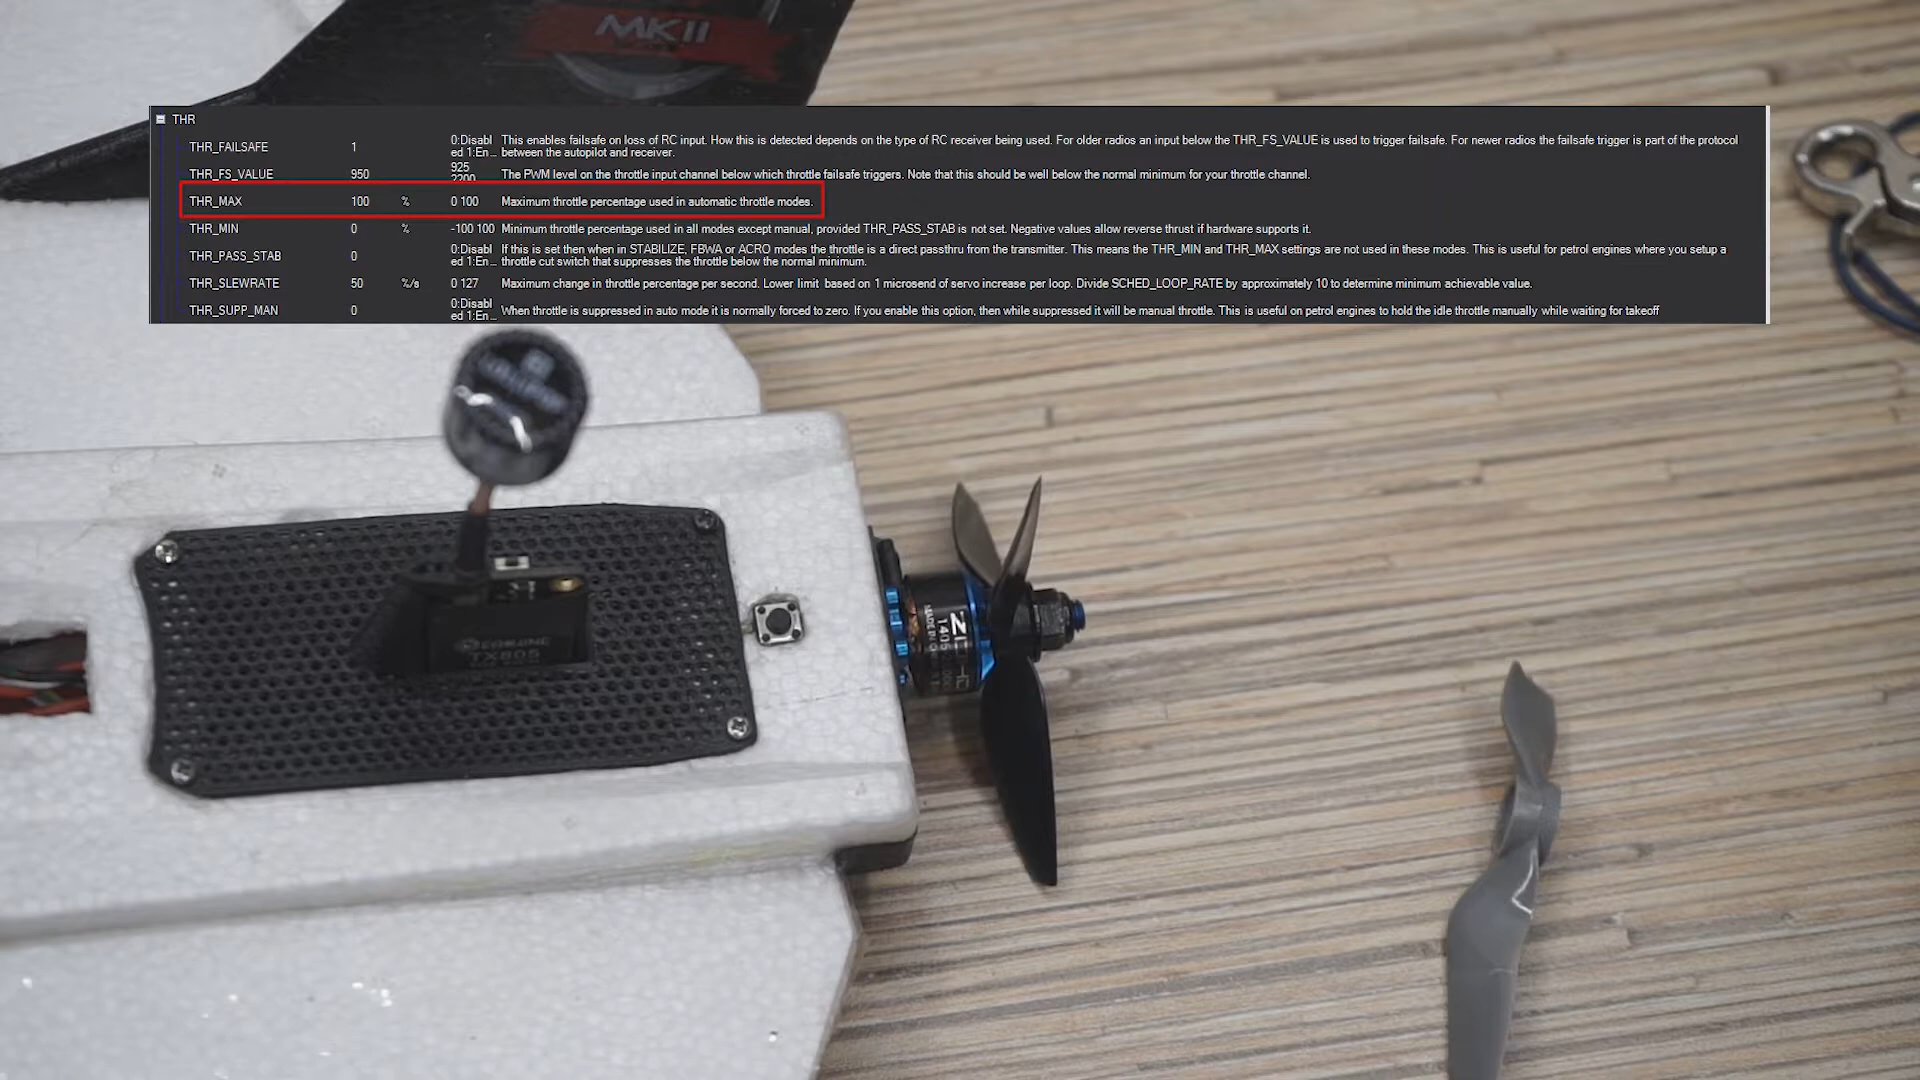 MKII
THR
THR_FAILSAFE 1 0:Disabl ed 1:En... This enables failsafe on loss of RC input. How this is detected depends on the type of RC receiver being used. For older radios an input below the THR_FS_VALUE is used to trigger failsafe. For newer radios the failsafe trigger is part of the protocol
between the autopilot and receiver.
THR_FS_VALUE 950 925 2200 The PWM level on the throttle input channel below which throttle failsafe triggers. Note that this should be well below the normal minimum for your throttle channel.
THR_MAX 100 % 0 100 Maximum throttle percentage used in automatic throttle modes.
THR_MIN 0 % -100 100 Minimum throttle percentage used in all modes except manual, provided THR_PASS_STAB is not set. Negative values allow reverse thrust if hardware supports it.
THR_PASS_STAB 0 0:Disabl ed 1:En... If this is set then when in STABILIZE, FBWA or ACRO modes the throttle is a direct passthru from the transmitter. This means the THR_MIN and THR_MAX settings are not used in these modes. This is useful for petrol engines where you setup a
throttle cut switch that suppresses the throttle below the normal minimum.
THR_SLEWRATE 50 %/s 0 127 Maximum change in throttle percentage per second. Lower limit based on 1 microsend of servo increase per loop. Divide SCHED_LOOP_RATE by approximately 10 to determine minimum achievable value.
THR_SUPP_MAN 0 0:Disabl ed 1:En... When throttle is suppressed in auto mode it is normally forced to zero. If you enable this option, then while suppressed it will be manual throttle. This is useful on petrol engines to hold the idle throttle manually while waiting for takeoff
EACHINE
TX805